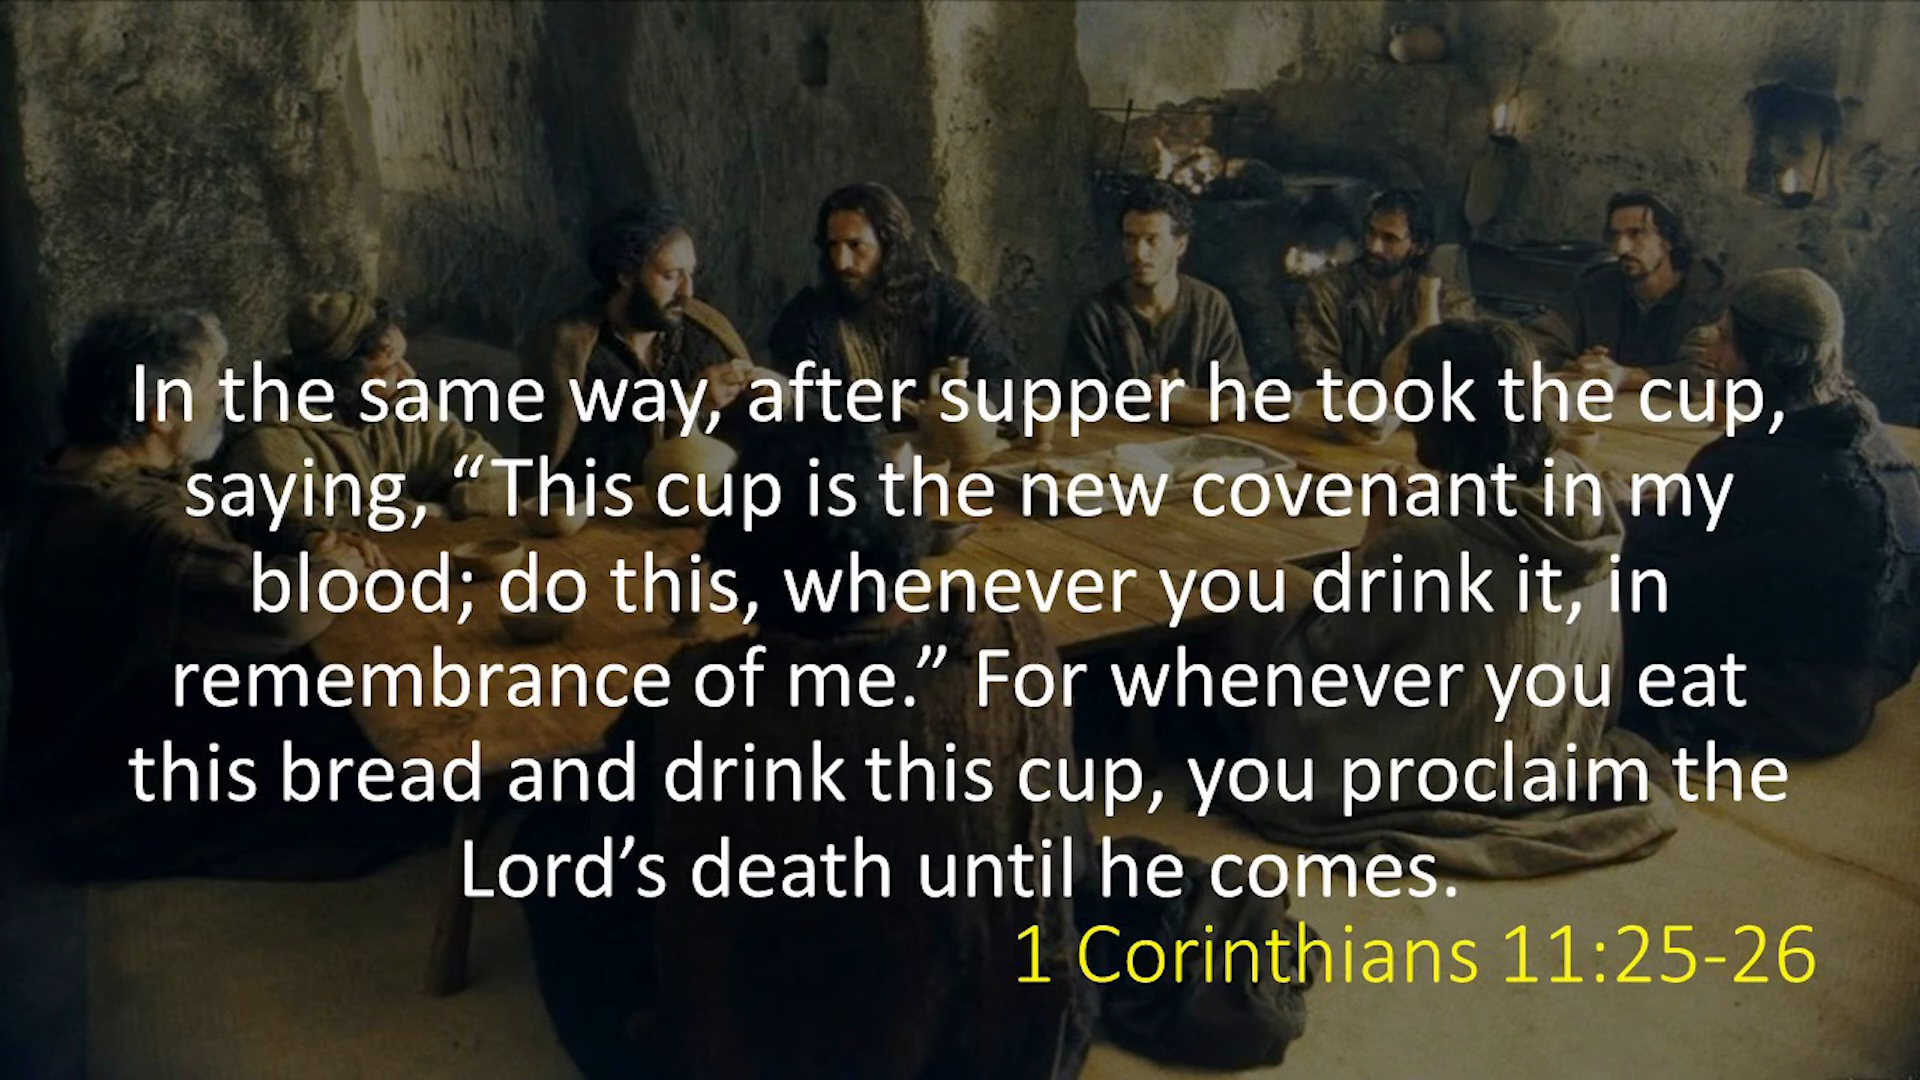 In the same way, after supper he took the cup,
saying, “This cup is the new covenant in my
blood; do this, whenever you drink it, in
remembrance of me.” For whenever you eat
this bread and drink this cup, you proclaim the
Lord’s death until he comes.
1 Corinthians 11:25-26